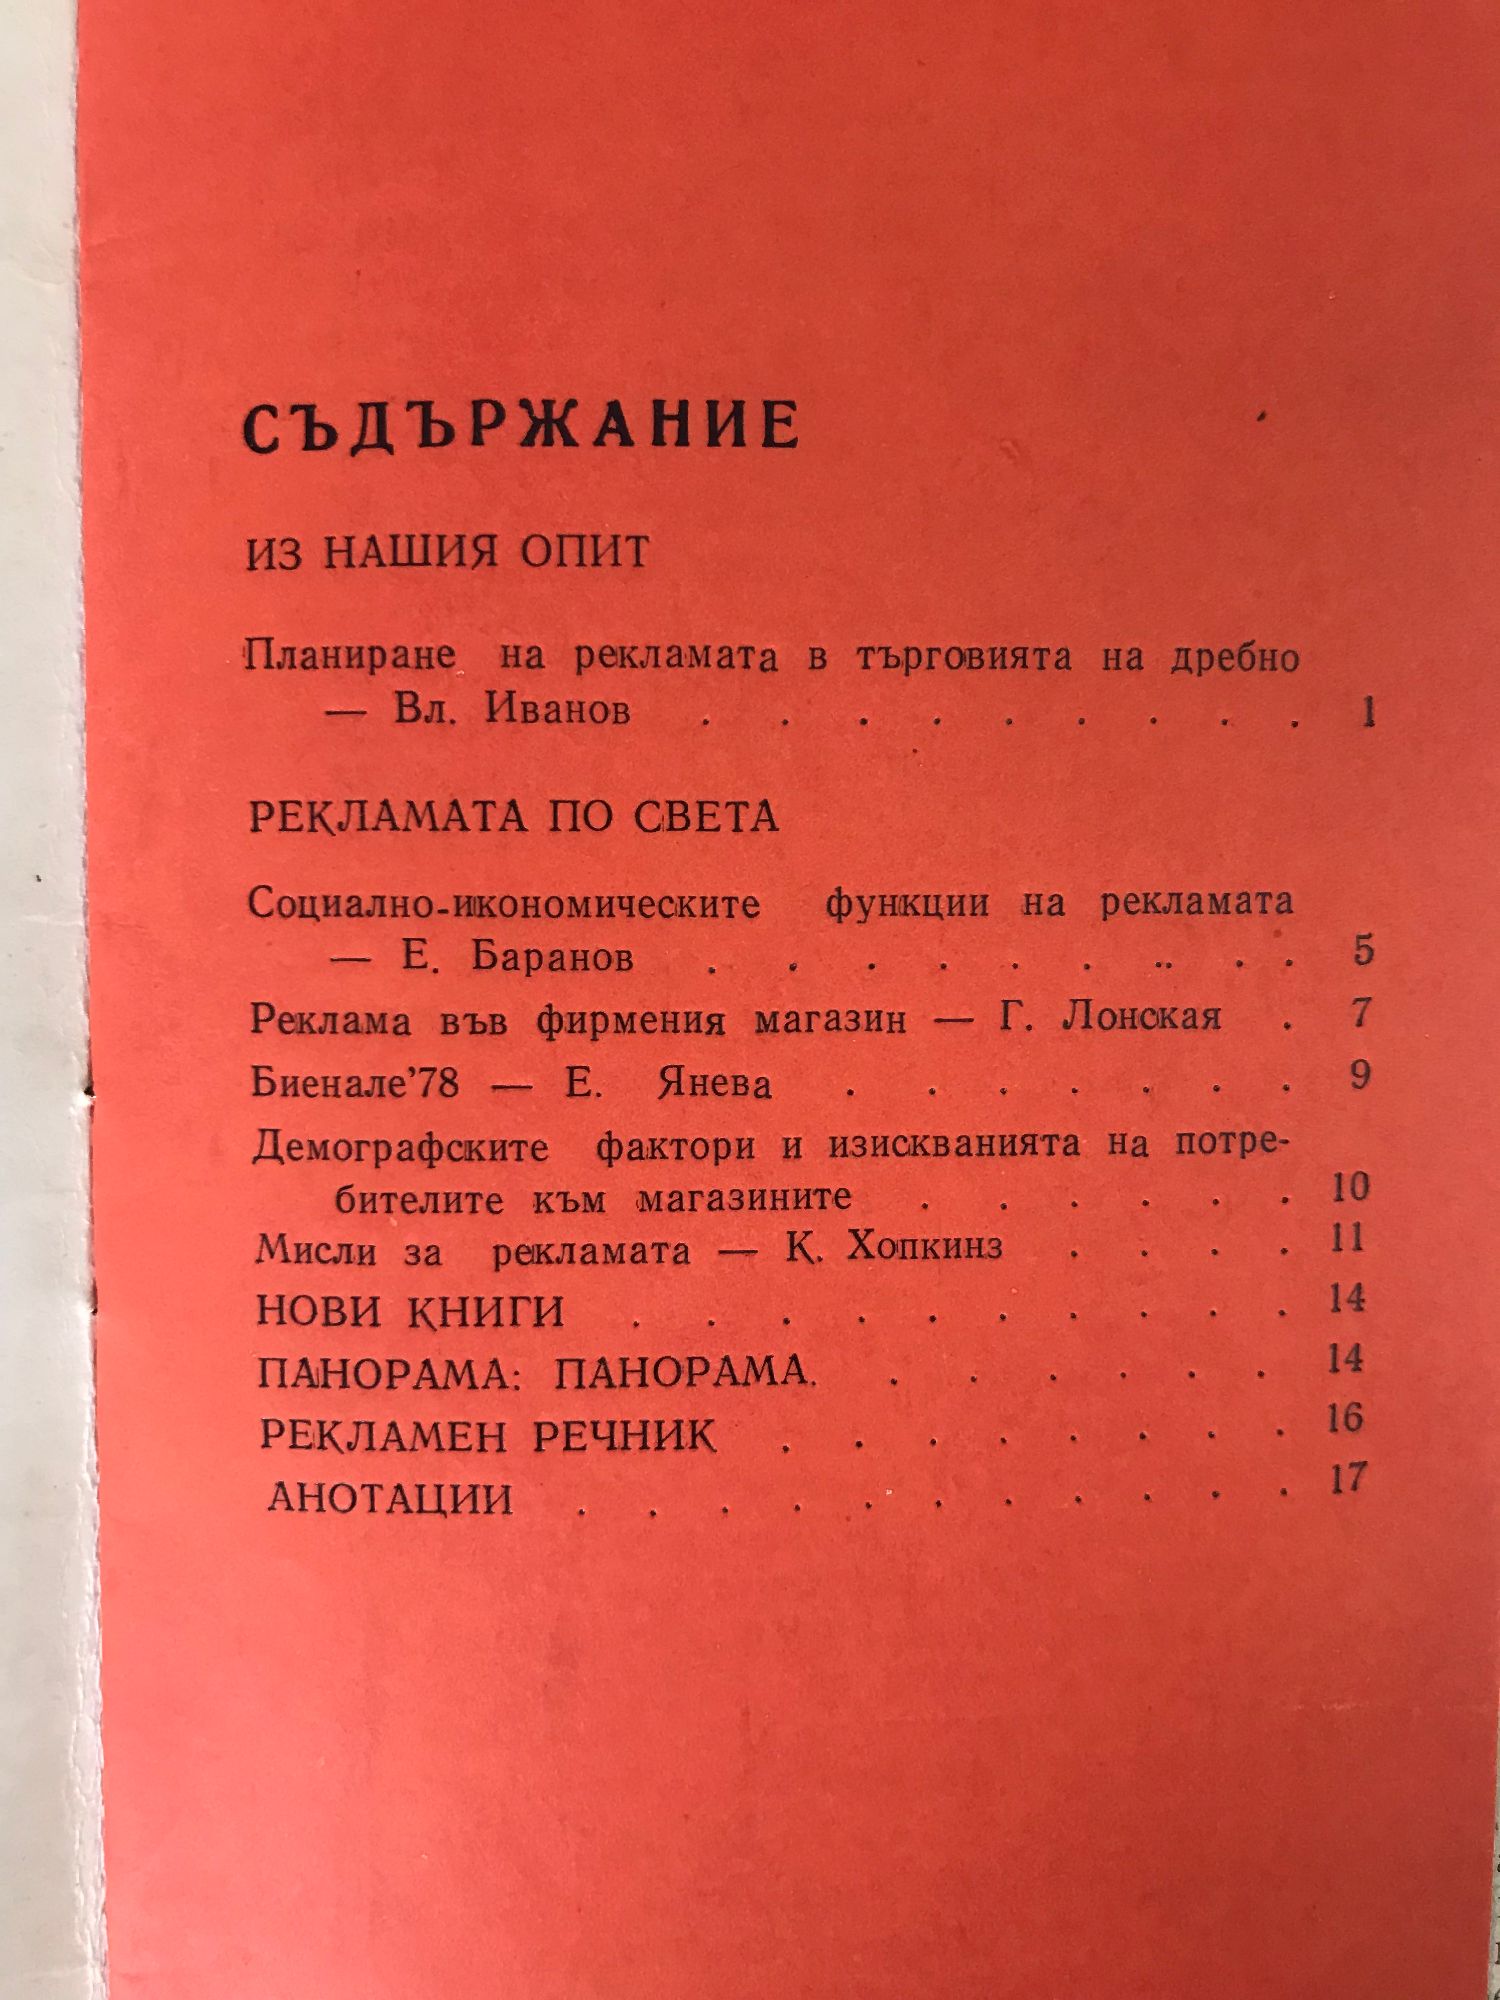 СЪДЪРЖАНИЕ
ИЗ НАШИЯ ОПИТ
Планиране на рекламата в търговията на дребно
— Вл. Иванов . . . . . . . . . 1
РЕКЛАМАТА ПО СВЕТА
Социално-икономическите функции на рекламата
— Е. Баранов . . . . . . .. . . 5
Реклама във фирмения магазин — Г. Лонская . 7
Биенале'78 — Е. Янева . . . . . . . 9
Демографските фактори и изискванията на потре-
бителите към магазините . . . . . . 10
Мисли за рекламата — К. Хопкинз . . . . 11
НОВИ КНИГИ . . . . . . . . . . 14
ПАНОРАМА: ПАНОРАМА. . . . . . . 14
РЕКЛАМЕН РЕЧНИК . . . . . . . . 16
АНОТАЦИИ . . . . . . . . . . . 17